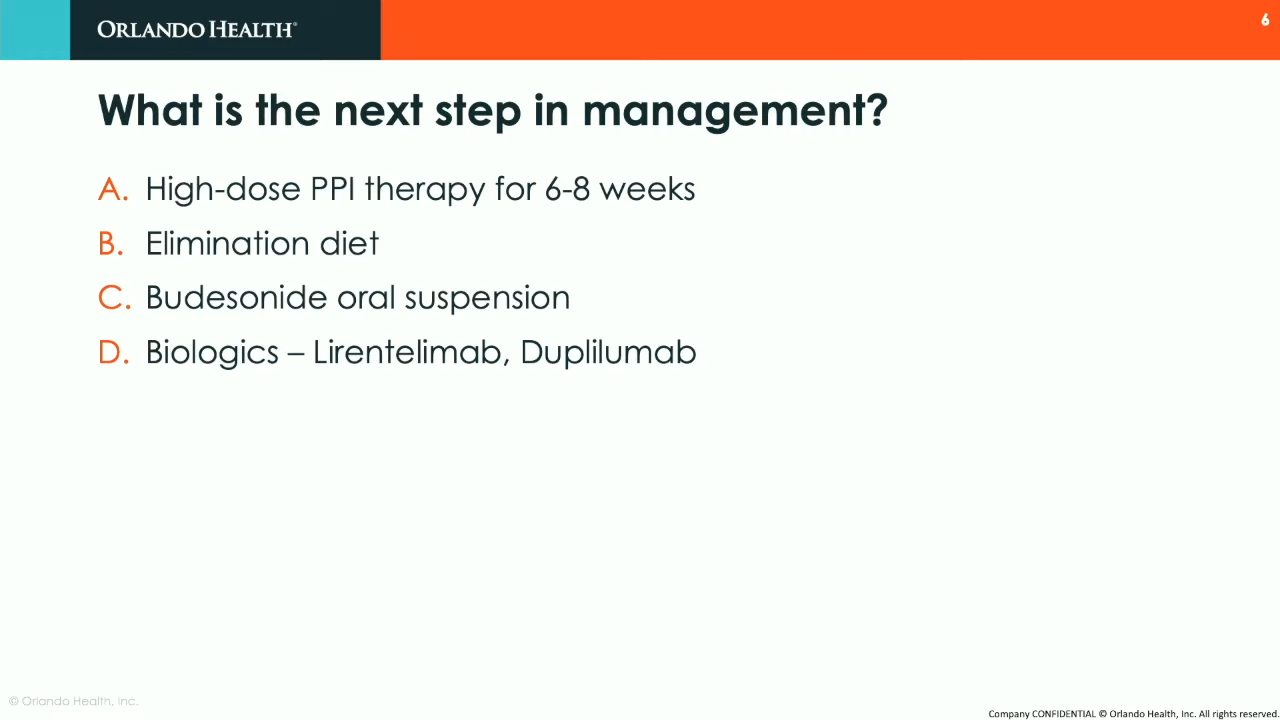 ORLANDO HEALTH®
6
What is the next step in management?
A. High-dose PPI therapy for 6-8 weeks
B. Elimination diet
C. Budesonide oral suspension
D. Biologics – Lirentelimab, Duplilumab
© Orlando Health, Inc.
Company CONFIDENTIAL © Orlando Health, Inc. All rights reserved.